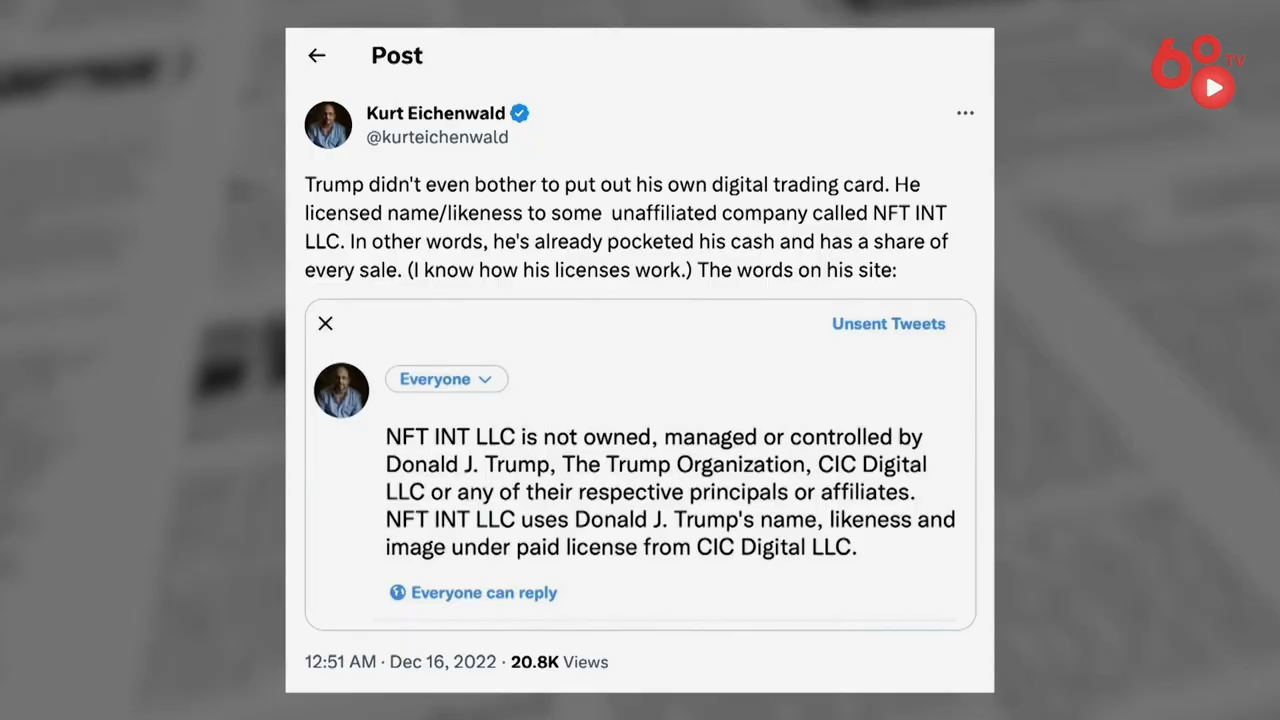 Post
60 TV
Kurt Eichenwald
@kurteichenwald
Trump didn't even bother to put out his own digital trading card. He
licensed name/likeness to some unaffiliated company called NFT INT
LLC. In other words, he's already pocketed his cash and has a share of
every sale. (I know how his licenses work.) The words on his site:
Unsent Tweets
Everyone
NFT INT LLC is not owned, managed or controlled by
Donald J. Trump, The Trump Organization, CIC Digital
LLC or any of their respective principals or affiliates.
NFT INT LLC uses Donald J. Trump's name, likeness and
image under paid license from CIC Digital LLC.
Everyone can reply
12:51 AM · Dec 16, 2022 · 20.8K Views